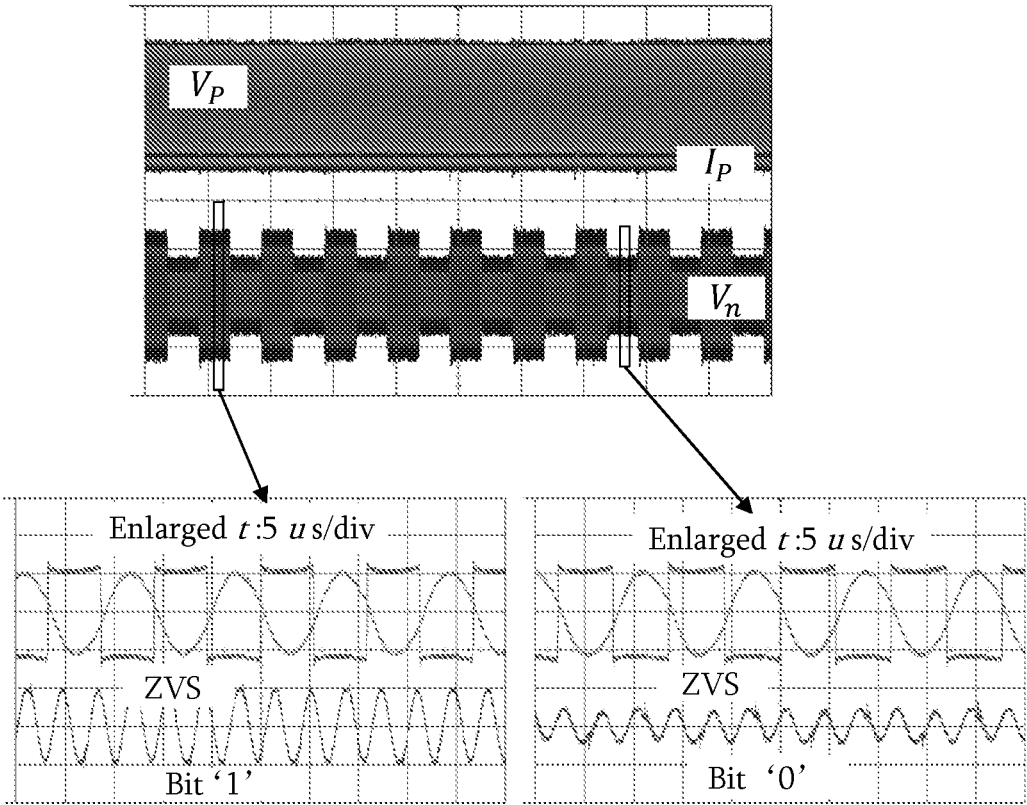 V_P
I_P
V_n
Enlarged t:5 u s/div
ZVS
Bit ‘1’
Enlarged t:5 u s/div
ZVS
Bit ‘0’